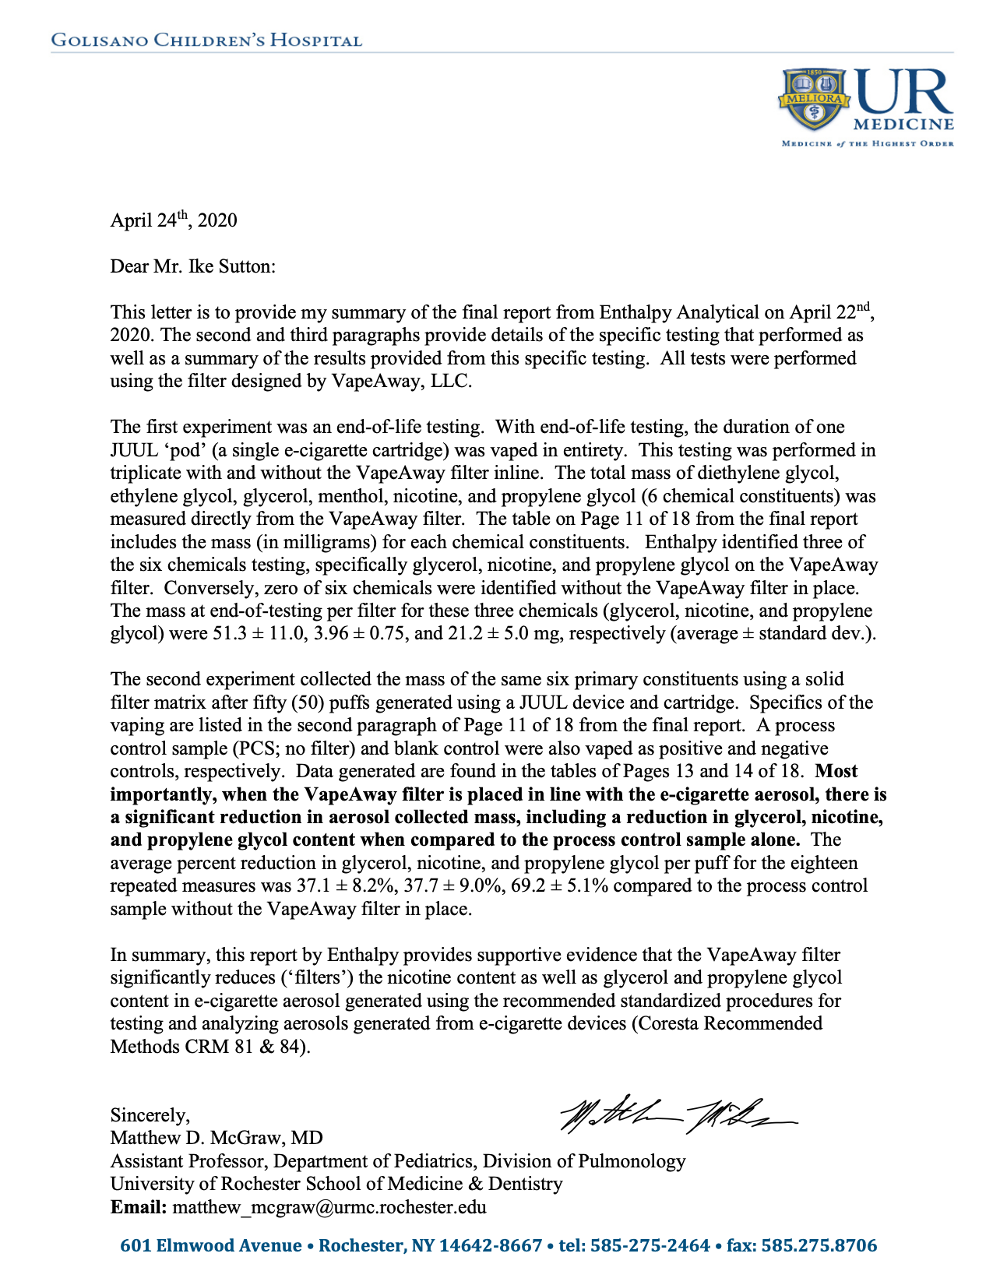 GOLISANO CHILDREN'S HOSPITAL
1850
MELIORA
UR
MEDICINE
MEDICINE of THE HIGHEST ORDER
April 24th, 2020
Dear Mr. Ike Sutton:
This letter is to provide my summary of the final report from Enthalpy Analytical on April 22nd,
2020. The second and third paragraphs provide details of the specific testing that performed as
well as a summary of the results provided from this specific testing.  All tests were performed
using the filter designed by VapeAway, LLC.
The first experiment was an end-of-life testing.  With end-of-life testing, the duration of one
JUUL ‘pod’ (a single e-cigarette cartridge) was vaped in entirety.  This testing was performed in
triplicate with and without the VapeAway filter inline.  The total mass of diethylene glycol,
ethylene glycol, glycerol, menthol, nicotine, and propylene glycol (6 chemical constituents) was
measured directly from the VapeAway filter.  The table on Page 11 of 18 from the final report
includes the mass (in milligrams) for each chemical constituents.   Enthalpy identified three of
the six chemicals testing, specifically glycerol, nicotine, and propylene glycol on the VapeAway
filter.  Conversely, zero of six chemicals were identified without the VapeAway filter in place.
The mass at end-of-testing per filter for these three chemicals (glycerol, nicotine, and propylene
glycol) were 51.3 ± 11.0, 3.96 ± 0.75, and 21.2 ± 5.0 mg, respectively (average ± standard dev.).
The second experiment collected the mass of the same six primary constituents using a solid
filter matrix after fifty (50) puffs generated using a JUUL device and cartridge.  Specifics of the
vaping are listed in the second paragraph of Page 11 of 18 from the final report.  A process
control sample (PCS; no filter) and blank control were also vaped as positive and negative
controls, respectively.  Data generated are found in the tables of Pages 13 and 14 of 18.  Most
importantly, when the VapeAway filter is placed in line with the e-cigarette aerosol, there is
a significant reduction in aerosol collected mass, including a reduction in glycerol, nicotine,
and propylene glycol content when compared to the process control sample alone.  The
average percent reduction in glycerol, nicotine, and propylene glycol per puff for the eighteen
repeated measures was 37.1 ± 8.2%, 37.7 ± 9.0%, 69.2 ± 5.1% compared to the process control
sample without the VapeAway filter in place.
In summary, this report by Enthalpy provides supportive evidence that the VapeAway filter
significantly reduces (‘filters’) the nicotine content as well as glycerol and propylene glycol
content in e-cigarette aerosol generated using the recommended standardized procedures for
testing and analyzing aerosols generated from e-cigarette devices (Coresta Recommended
Methods CRM 81 & 84).
Sincerely,
Matthew D. McGraw, MD
Assistant Professor, Department of Pediatrics, Division of Pulmonology
University of Rochester School of Medicine & Dentistry
Email: matthew_mcgraw@urmc.rochester.edu
601 Elmwood Avenue • Rochester, NY 14642-8667 • tel: 585-275-2464 • fax: 585.275.8706